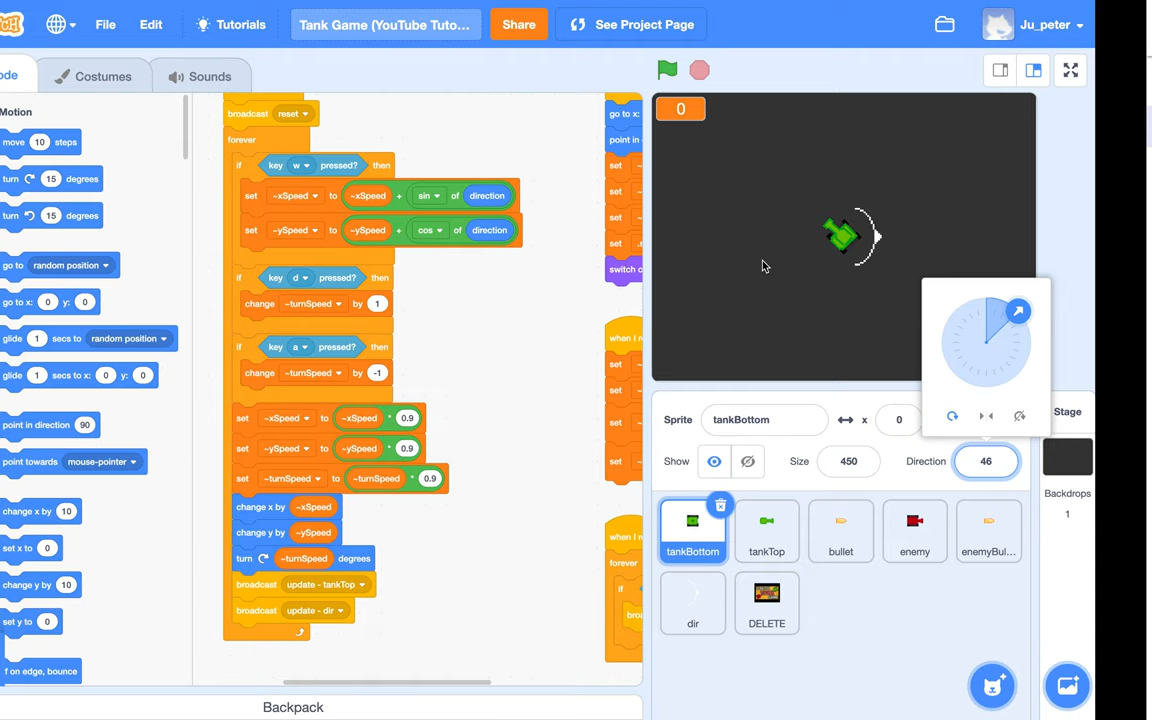 File Edit Tutorials Tank Game (YouTube Tuto... Share See Project Page Ju_peter
Costumes Sounds
Motion
move 10 steps
turn 15 degrees
turn 15 degrees
go to random position
go to x: 0 y: 0
glide 1 secs to random position
glide 1 secs to x: 0 y: 0
point in direction 90
point towards mouse-pointer
change x by 10
set x to 0
change y by 10
set y to 0
f on edge, bounce
broadcast reset
forever
if key w pressed? then
set ~xSpeed to ~xSpeed + sin of direction
set ~ySpeed to ~ySpeed + cos of direction
if key d pressed? then
change ~turnSpeed by 1
if key a pressed? then
change ~turnSpeed by -1
set ~xSpeed to ~xSpeed * 0.9
set ~ySpeed to ~ySpeed * 0.9
set ~turnSpeed to ~turnSpeed * 0.9
change x by ~xSpeed
change y by ~ySpeed
turn ~turnSpeed degrees
broadcast update - tankTop
broadcast update - dir
go to x:
point in
set
set
set
set
switch c
when I r
set
set
set
set
when I r
forever
if
bro
Backpack
0
Sprite tankBottom x 0
Show Size 450 Direction 46
tankBottom tankTop bullet enemy enemyBul...
dir DELETE
Stage
Backdrops
1